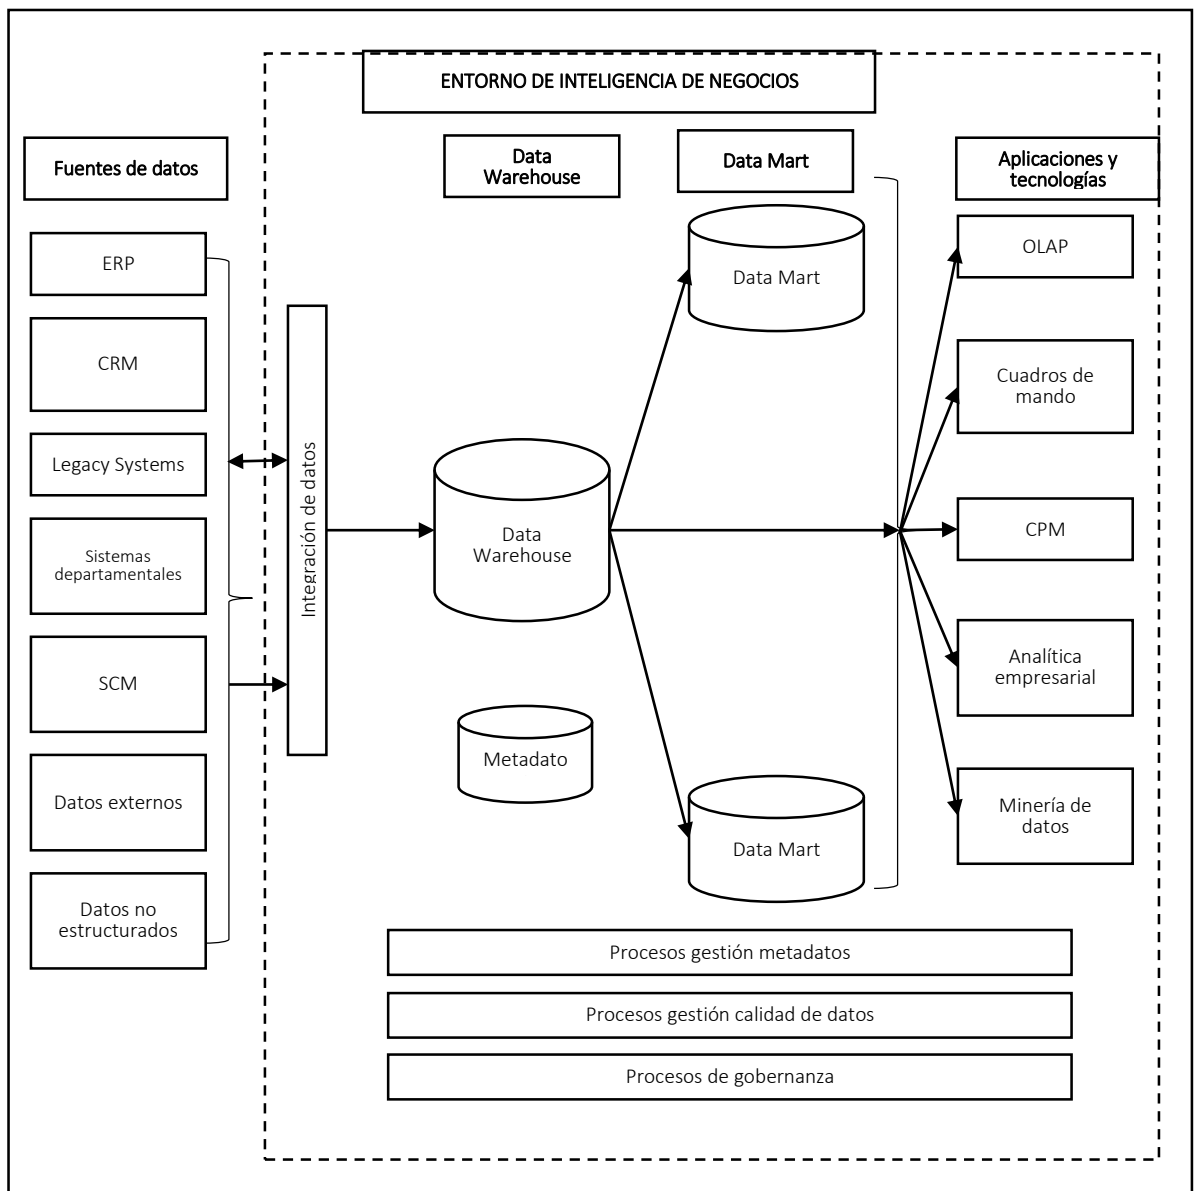 ENTORNO DE INTELIGENCIA DE NEGOCIOS
Fuentes de datos
Data
Warehouse
Data Mart
Aplicaciones y
tecnologías
ERP
CRM
Legacy Systems
Sistemas
departamentales
SCM
Datos externos
Datos no
estructurados
Integración de datos
Data
Warehouse
Metadato
Data Mart
Data Mart
OLAP
Cuadros de
mando
CPM
Analítica
empresarial
Minería de
datos
Procesos gestión metadatos
Procesos gestión calidad de datos
Procesos de gobernanza